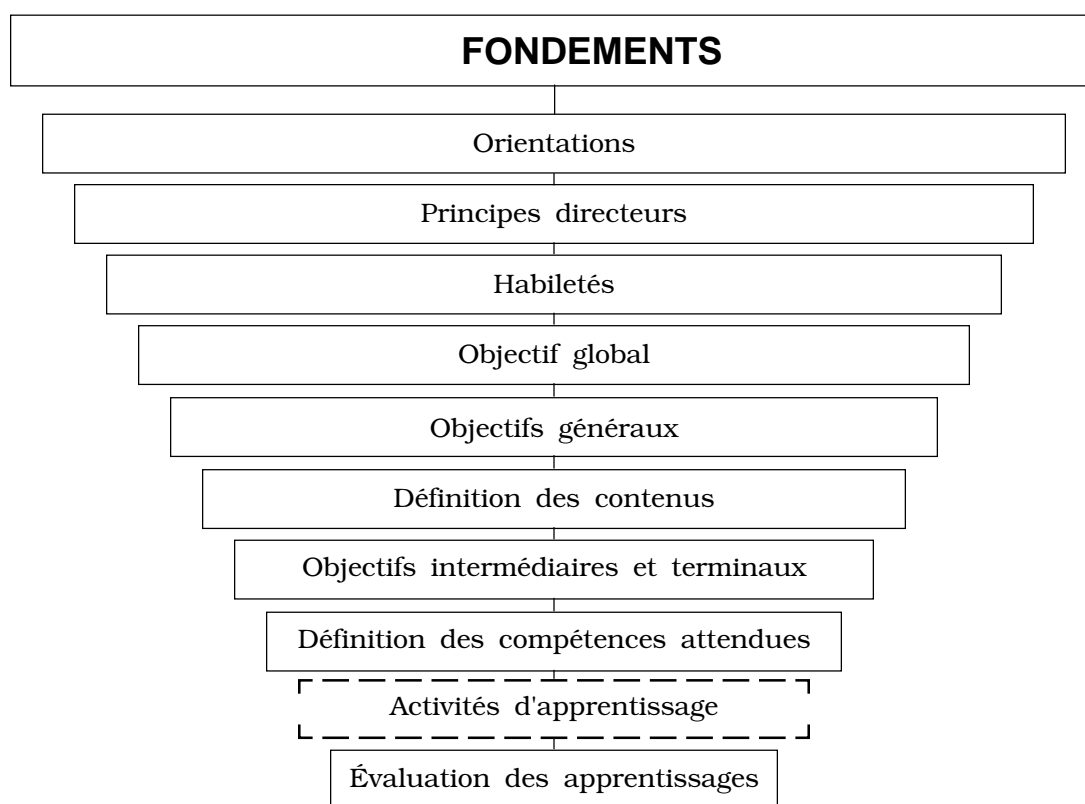 FONDEMENTS
Orientations
Principes directeurs
Habiletés
Objectif global
Objectifs généraux
Définition des contenus
Objectifs intermédiaires et terminaux
Définition des compétences attendues
Activités d'apprentissage
Évaluation des apprentissages